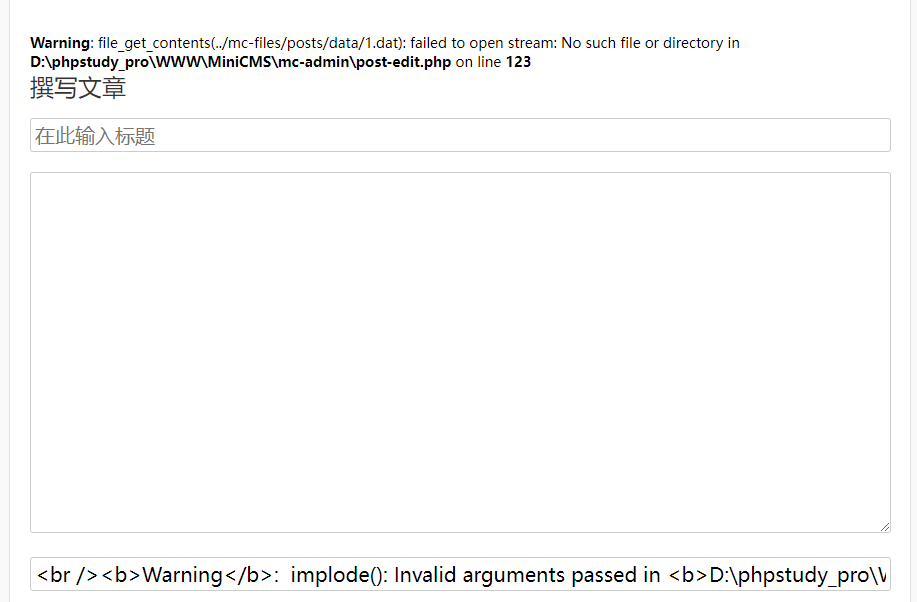 Warning: file_get_contents(../mc-files/posts/data/1.dat): failed to open stream: No such file or directory in
D:\phpstudy_pro\WWW\MiniCMS\mc-admin\post-edit.php on line 123
撰写文章
在此输入标题
<br /><b>Warning</b>:  implode(): Invalid arguments passed in <b>D:\phpstudy_pro\